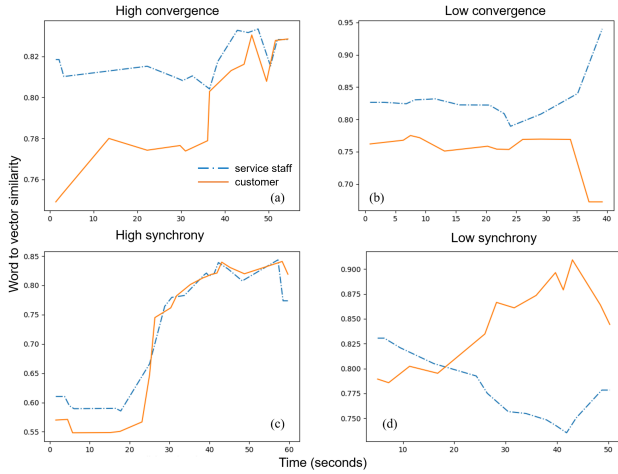 High convergence
Low convergence
0.82
0.80
0.78
0.76
0 10 20 30 40 50
service staff
customer
(a)
0.95
0.90
0.85
0.80
0.75
0.70
0 5 10 15 20 25 30 35 40
(b)
Word to vector similarity
High synchrony
Low synchrony
0.85
0.80
0.75
0.70
0.65
0.60
0.55
0 10 20 30 40 50 60
(c)
0.900
0.875
0.850
0.825
0.800
0.775
0.750
10 20 30 40 50
(d)
Time (seconds)